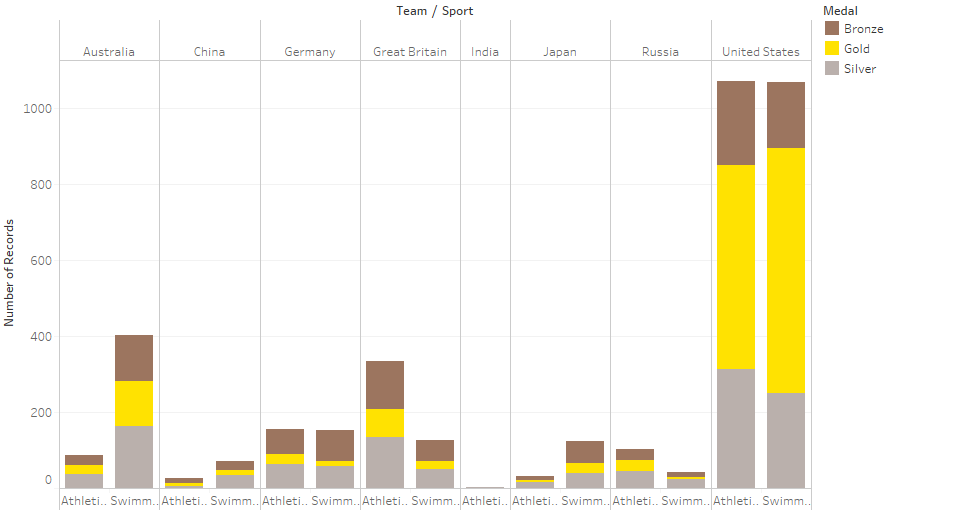 Team / Sport
Australia China Germany Great Britain India Japan Russia United States
Number of Records
1000
800
600
400
200
0
Athleti.. Swimm.. Athleti.. Swimm.. Athleti.. Swimm.. Athleti.. Swimm.. Athleti.. Athleti.. Swimm.. Athleti.. Swimm.. Athleti.. Swimm..
Medal
Bronze
Gold
Silver